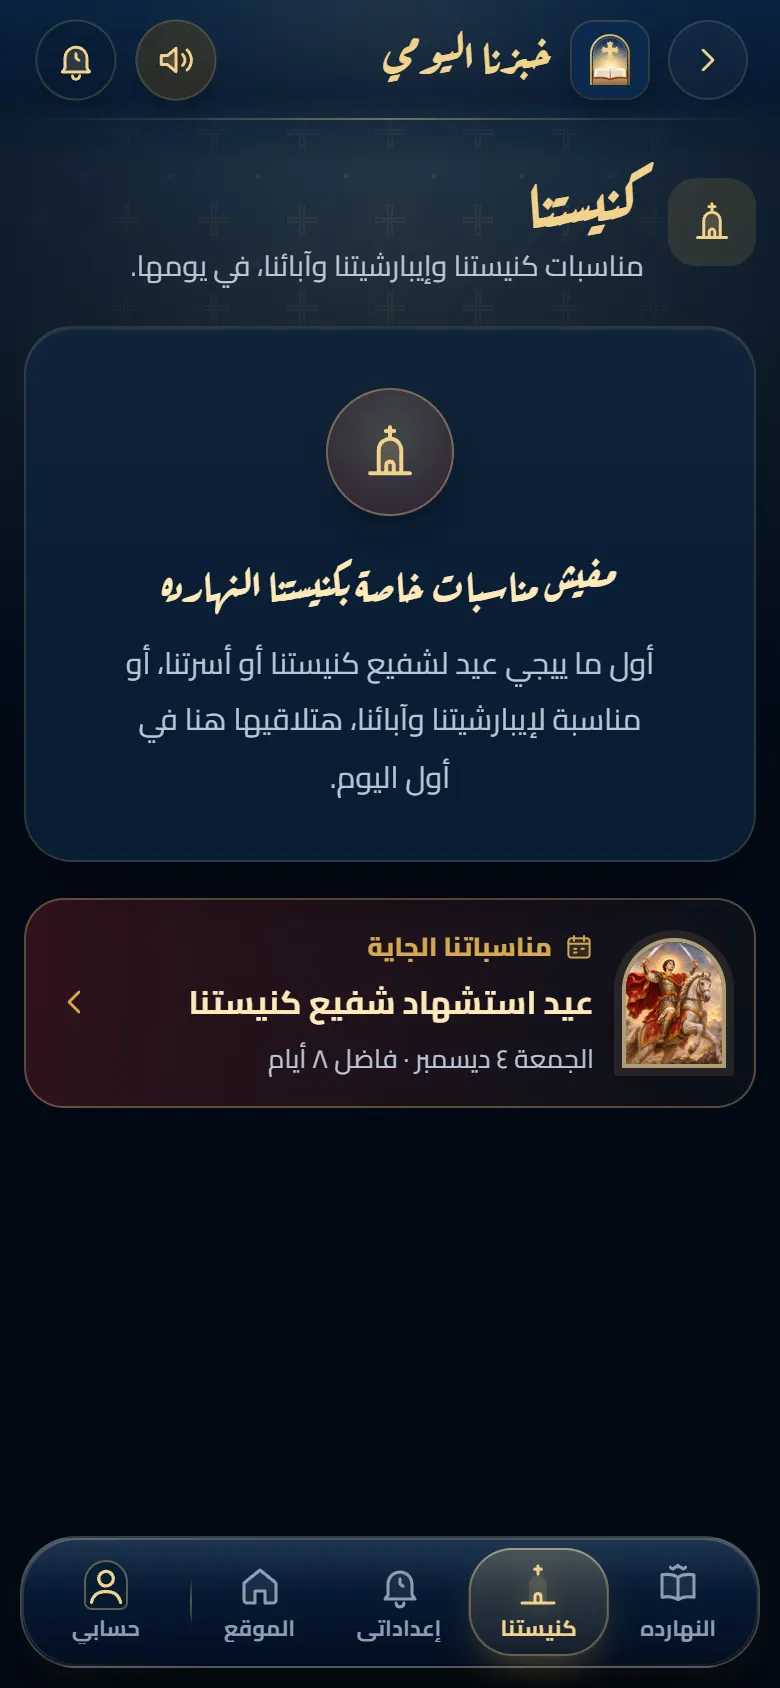 خبزنا اليومي
كنيستنا
مناسبات كنيستنا وإيبارشيتنا وآبائنا، في يومها.
مفيش مناسبات خاصة بكنيستنا النهارده
أول ما ييجي عيد لشفيع كنيستنا أو أسرتنا، أو
مناسبة لإيبارشيتنا وآبائنا، هتلاقيها هنا في
أول اليوم.
مناسباتنا الجاية
عيد استشهاد شفيع كنيستنا
الجمعة ٤ ديسمبر · فاضل ٨ أيام
النهارده
كنيستنا
إعداداتى
الموقع
حسابي